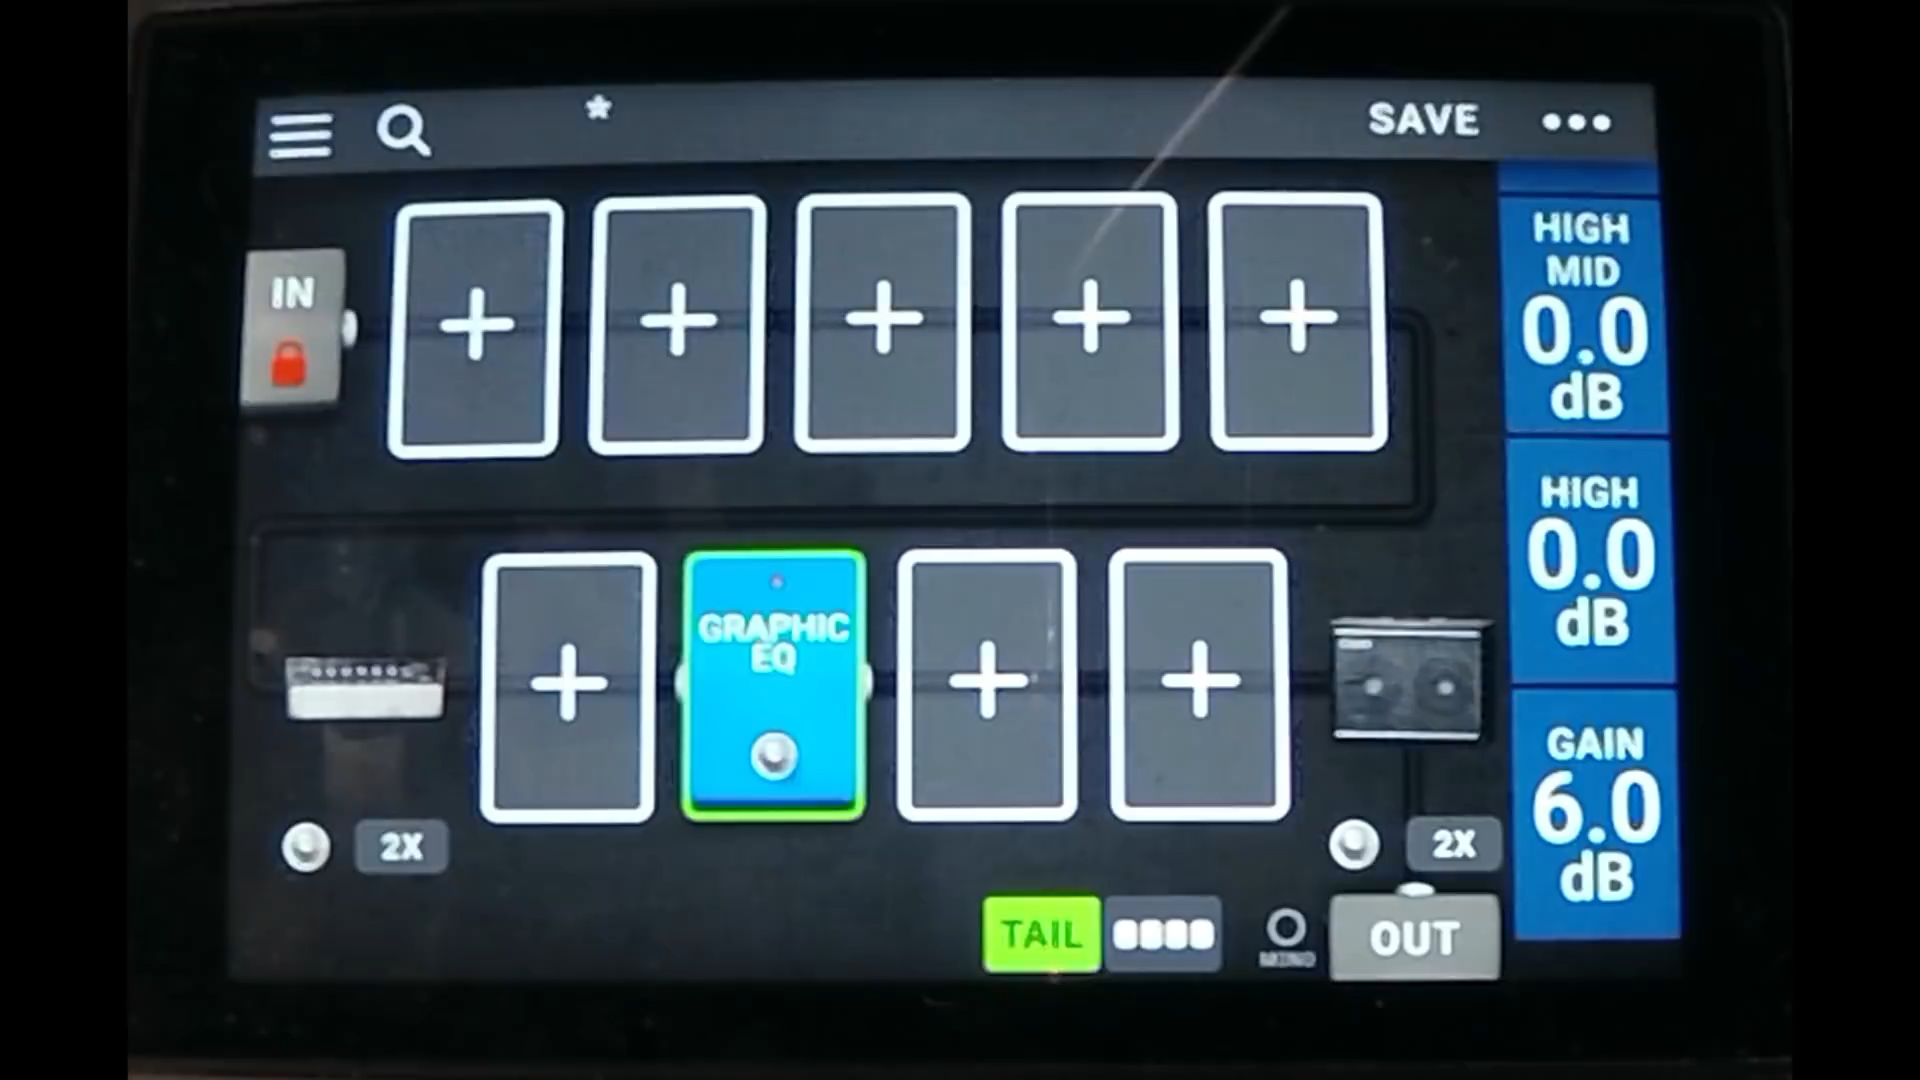 SAVE
IN
HIGH
MID
0.0
dB
HIGH
0.0
dB
GRAPHIC
EQ
GAIN
6.0
dB
2X
2X
TAIL
MONO
OUT